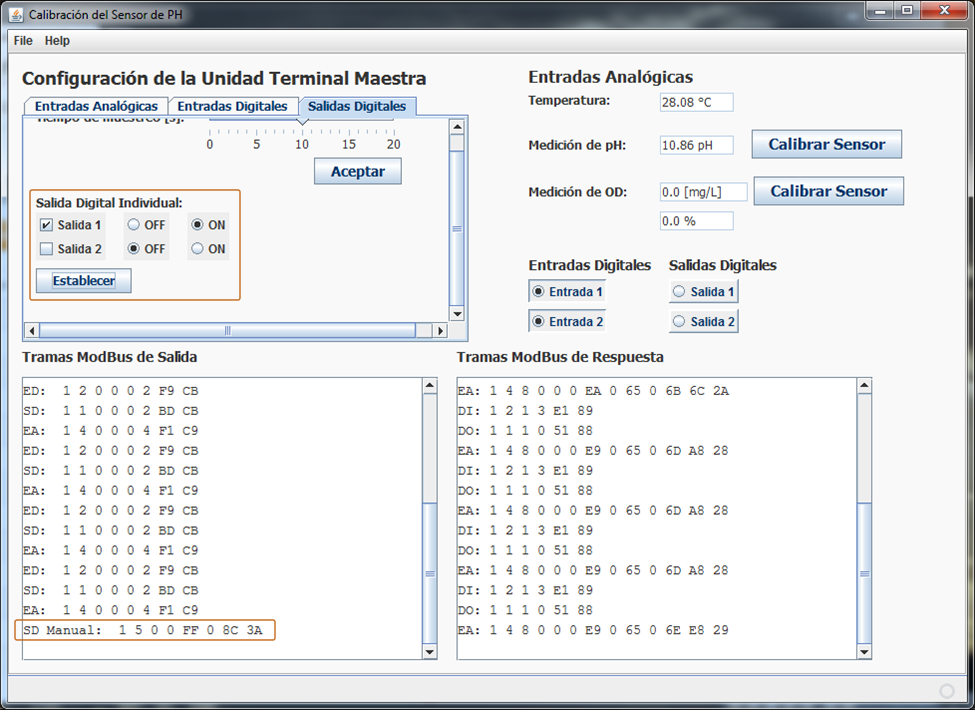 Calibración del Sensor de PH
File Help
Configuración de la Unidad Terminal Maestra
Entradas Analógicas Entradas Digitales Salidas Digitales
Tiempo de muestreo [s]:
0 5 10 15 20
Aceptar
Salida Digital Individual:
Salida 1 OFF ON
Salida 2 OFF ON
Establecer
Entradas Analógicas
Temperatura: 28.08 °C
Medición de pH: 10.86 pH Calibrar Sensor
Medición de OD: 0.0 [mg/L] Calibrar Sensor
0.0 %
Entradas Digitales Salidas Digitales
Entrada 1 Salida 1
Entrada 2 Salida 2
Tramas ModBus de Salida
ED: 1 2 0 0 0 2 F9 CB
SD: 1 1 0 0 0 2 BD CB
EA: 1 4 0 0 0 4 F1 C9
ED: 1 2 0 0 0 2 F9 CB
SD: 1 1 0 0 0 2 BD CB
EA: 1 4 0 0 0 4 F1 C9
ED: 1 2 0 0 0 2 F9 CB
SD: 1 1 0 0 0 2 BD CB
EA: 1 4 0 0 0 4 F1 C9
ED: 1 2 0 0 0 2 F9 CB
SD: 1 1 0 0 0 2 BD CB
EA: 1 4 0 0 0 4 F1 C9
SD Manual: 1 5 0 0 FF 0 8C 3A
Tramas ModBus de Respuesta
EA: 1 4 8 0 0 0 EA 0 65 0 6B 6C 2A
DI: 1 2 1 3 E1 89
DO: 1 1 1 0 51 88
EA: 1 4 8 0 0 0 E9 0 65 0 6D A8 28
DI: 1 2 1 3 E1 89
DO: 1 1 1 0 51 88
EA: 1 4 8 0 0 0 E9 0 65 0 6D A8 28
DI: 1 2 1 3 E1 89
DO: 1 1 1 0 51 88
EA: 1 4 8 0 0 0 E9 0 65 0 6D A8 28
DI: 1 2 1 3 E1 89
DO: 1 1 1 0 51 88
EA: 1 4 8 0 0 0 E9 0 65 0 6E E8 29